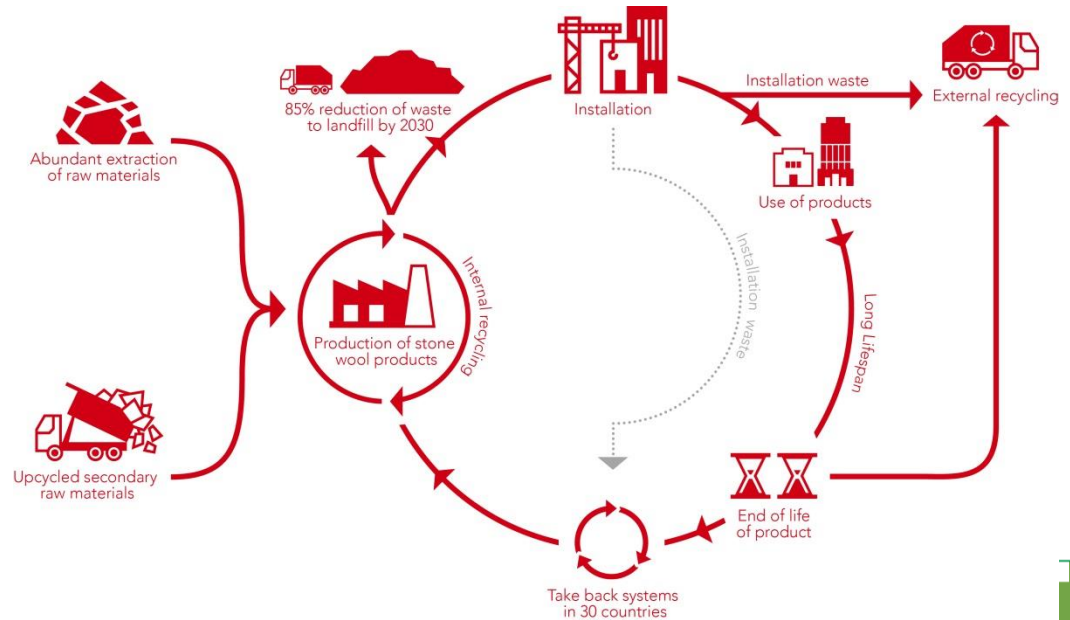 85% reduction of waste
to landfill by 2030
Installation
Installation waste
External recycling
Abundant extraction
of raw materials
Use of products
Installation waste
Internal recycling
Production of stone
wool products
Long Lifespan
Upcycled secondary
raw materials
End of life
of product
Take back systems
in 30 countries